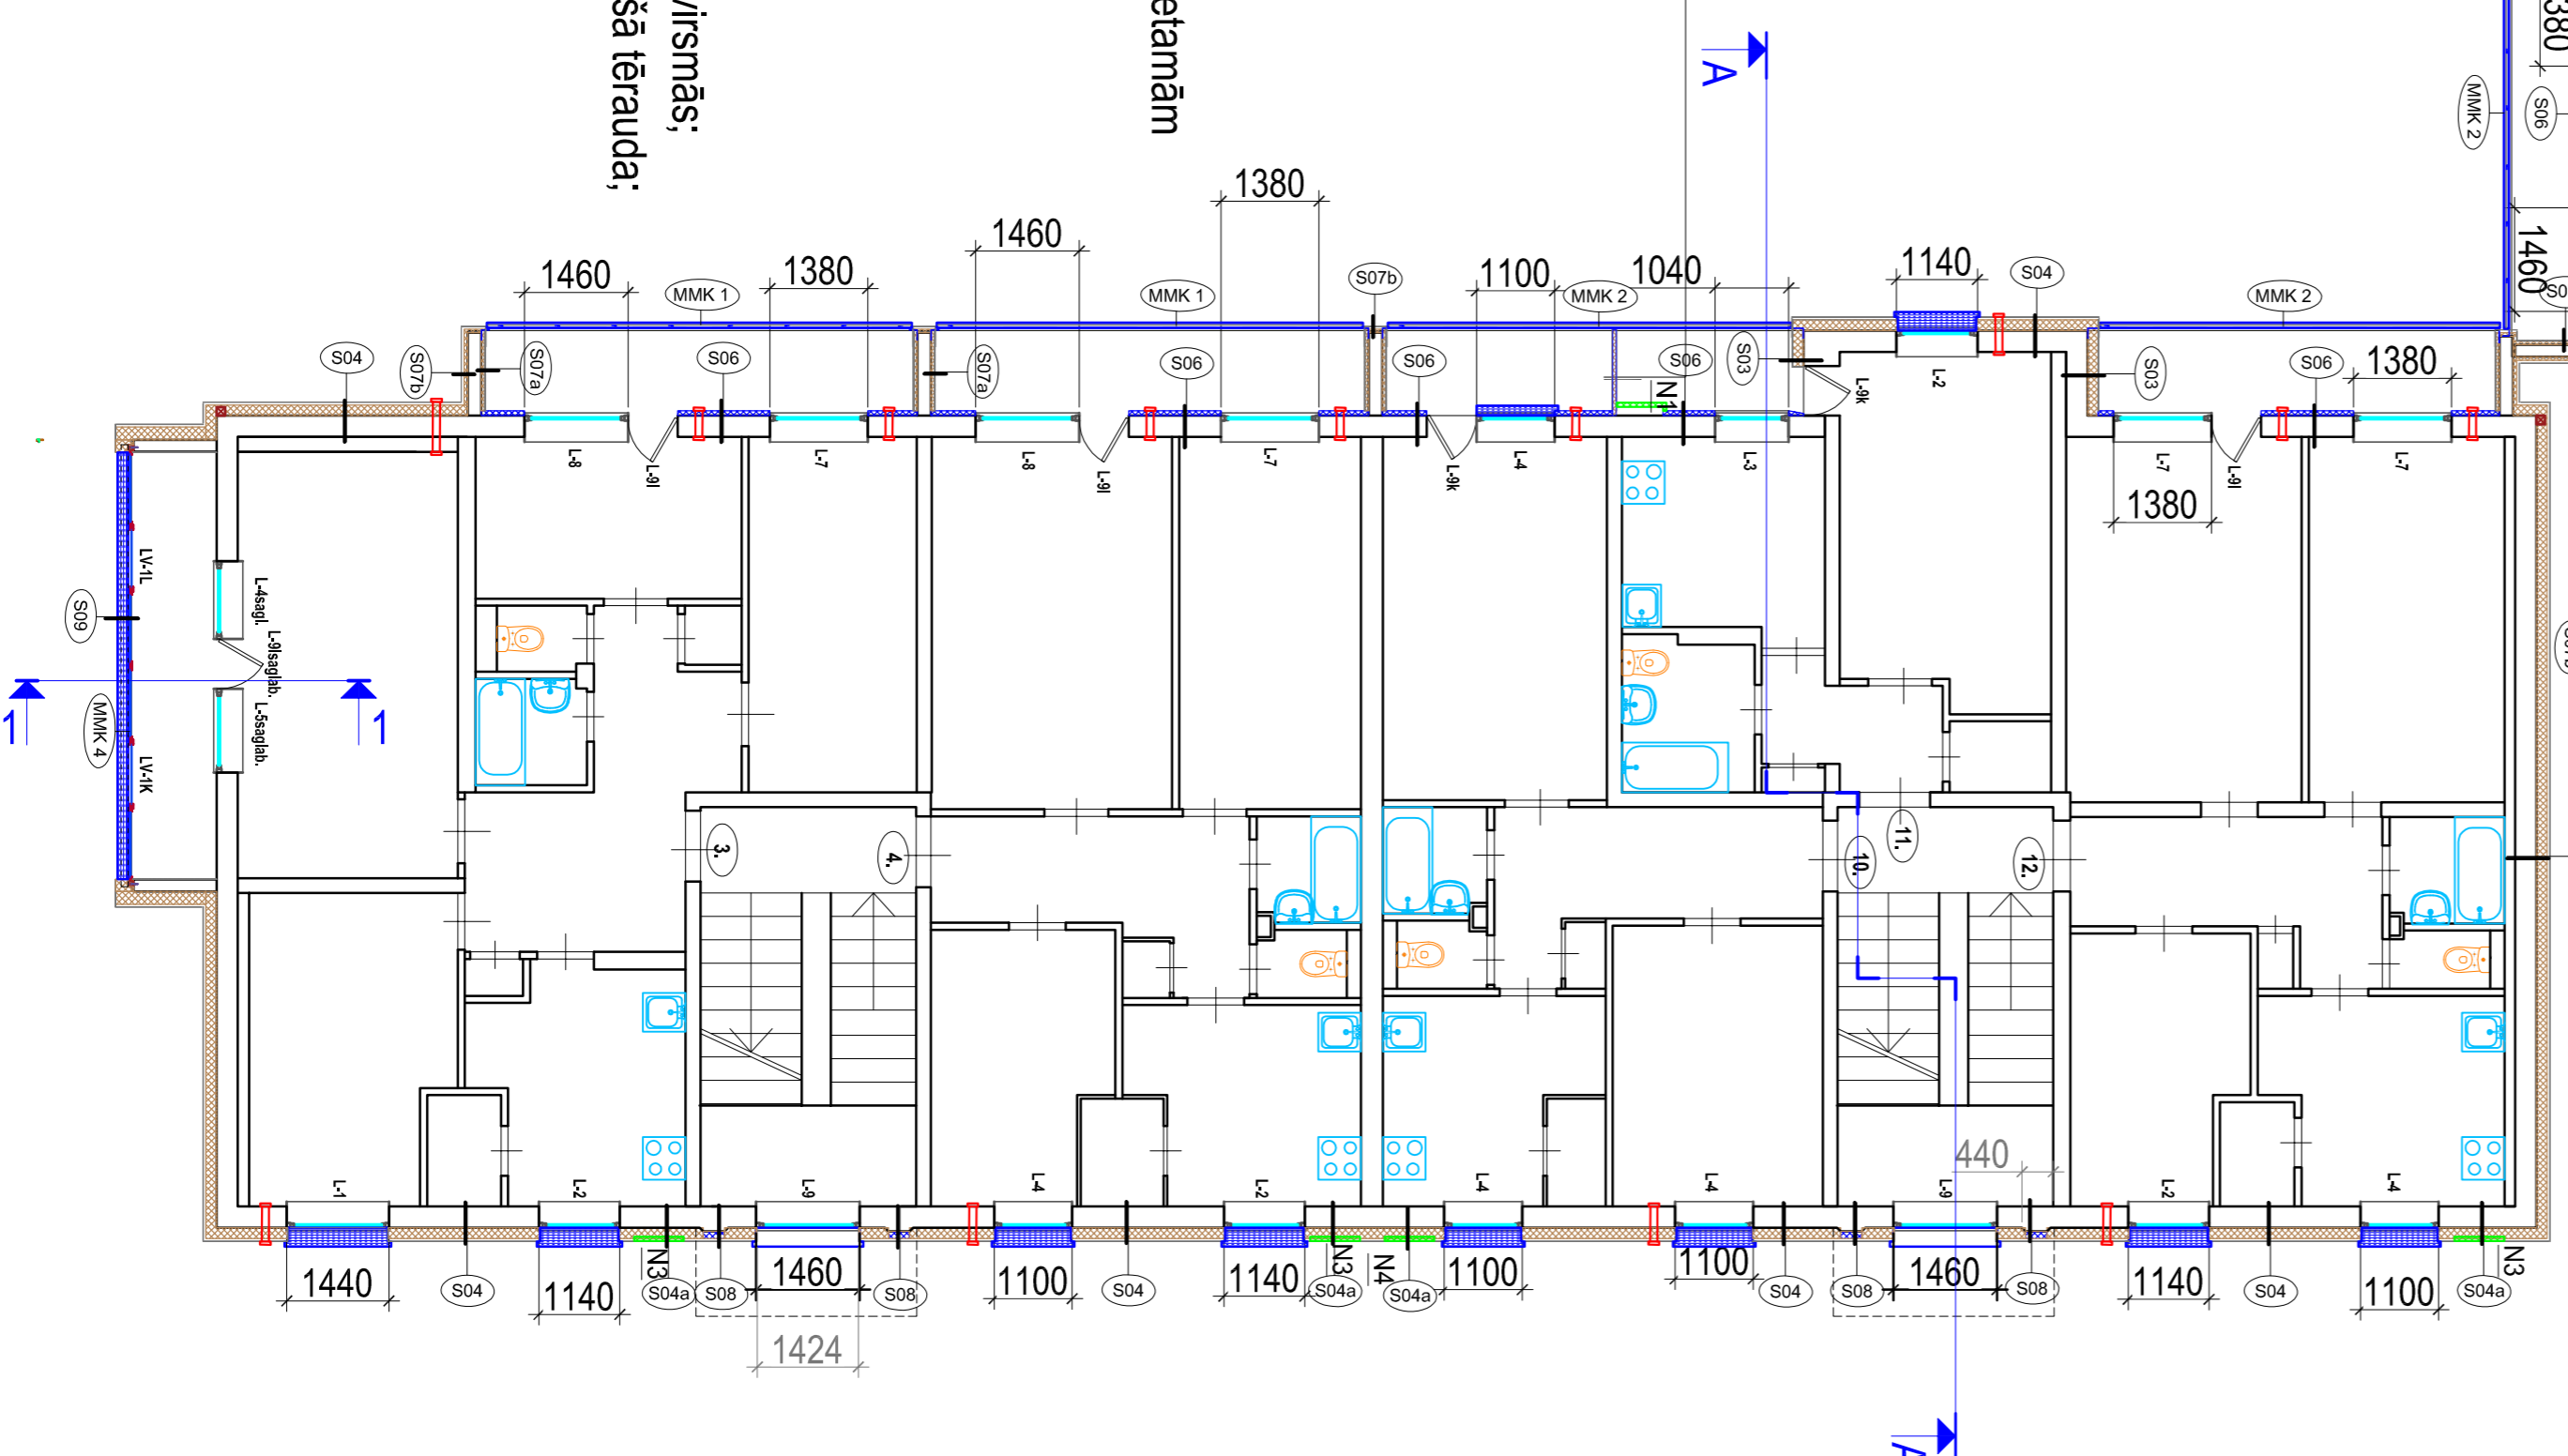 virsmās;
šā tērauda;
etamām
A
380
S06
MMK 2
1460
1380
1460
1380
1460
MMK 1
1380
MMK 1
S07b
1100
MMK 2
1040
1140
S04
MMK 2
S04
S07b
S07a
S06
S07a
S06
S06
N1
S06
S03
L-9k
L-2
S03
S06
1380
L-8
L-9l
L-7
L-8
L-9l
L-7
L-9k
L-4
L-3
L-7
L-9l
L-7
1380
LV-1L
L-4sagl.
S09
L-9lsaglab.
1
1
MMK 4
LV-1K
L-5saglab.
3.
4.
10.
11.
12.
440
L-1
L-2
L-9
L-4
L-2
L-4
L-4
L-9
L-2
L-4
1440
S04
1140
N3
S04a
S08
1460
S08
1100
S04
1140
N3
S04a
N4
S04a
1100
1100
S04
S08
1460
S08
1140
S04
1100
N3
S04a
1424
A